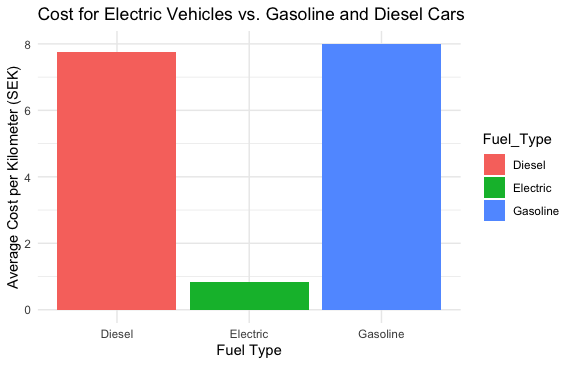 Cost for Electric Vehicles vs. Gasoline and Diesel Cars
Average Cost per Kilometer (SEK)
8
6
4
2
0
Diesel
Electric
Gasoline
Fuel Type
Fuel_Type
Diesel
Electric
Gasoline